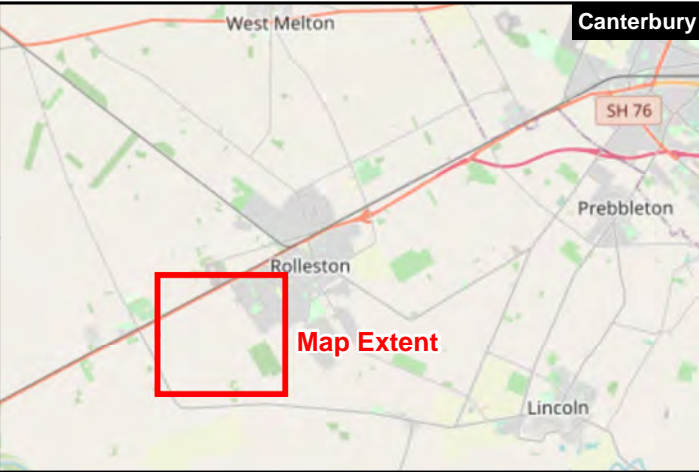 West Melton
Canterbury
SH 76
Prebbleton
Rolleston
Map Extent
Lincoln